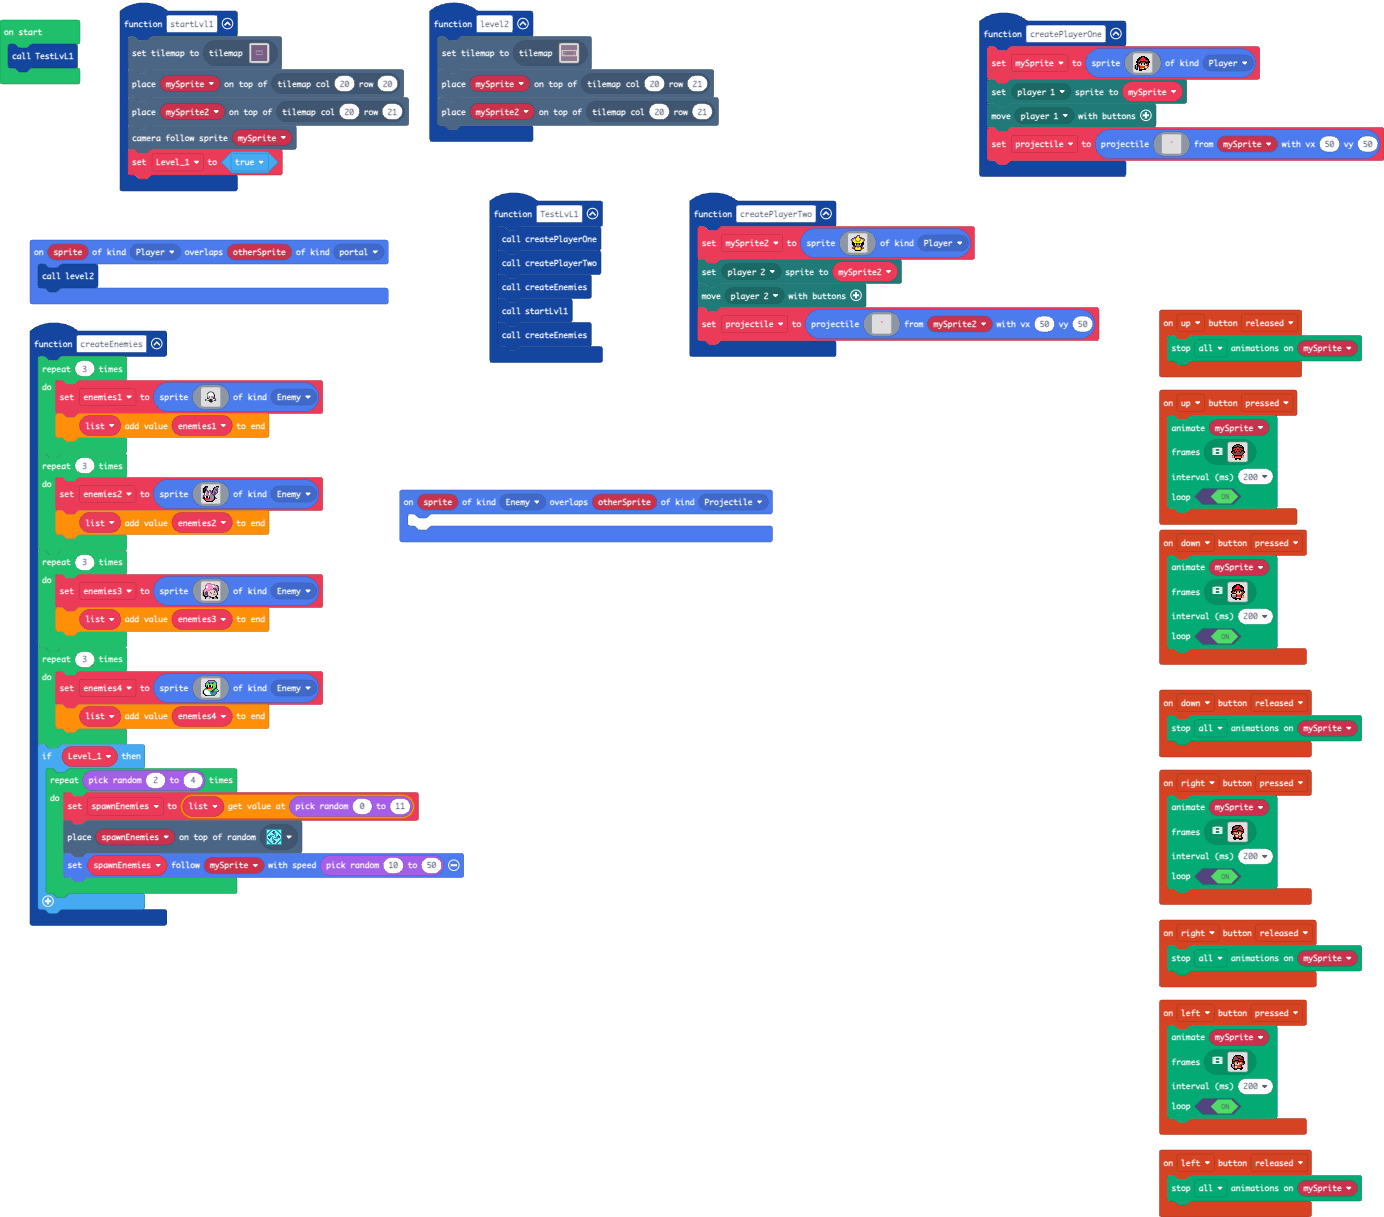 on start
call TestLvL1
function startLvl1
set tilemap to tilemap
place mySprite on top of tilemap col 20 row 20
place mySprite2 on top of tilemap col 20 row 21
camera follow sprite mySprite
set Level_1 to true
function level2
set tilemap to tilemap
place mySprite on top of tilemap col 20 row 21
place mySprite2 on top of tilemap col 20 row 21
function createPlayerOne
set mySprite to sprite of kind Player
set player 1 sprite to mySprite
move player 1 with buttons
set projectile to projectile from mySprite with vx 50 vy 50
function TestLvL1
call createPlayerOne
call createPlayerTwo
call createEnemies
call startLvl1
call createEnemies
function createPlayerTwo
set mySprite2 to sprite of kind Player
set player 2 sprite to mySprite2
move player 2 with buttons
set projectile to projectile from mySprite2 with vx 50 vy 50
on sprite of kind Player overlaps otherSprite of kind portal
call level2
function createEnemies
repeat 3 times
do
set enemies1 to sprite of kind Enemy
list add value enemies1 to end
repeat 3 times
do
set enemies2 to sprite of kind Enemy
list add value enemies2 to end
repeat 3 times
do
set enemies3 to sprite of kind Enemy
list add value enemies3 to end
repeat 3 times
do
set enemies4 to sprite of kind Enemy
list add value enemies4 to end
if Level_1 then
repeat pick random 2 to 4 times
do
set spawnEnemies to list get value at pick random 0 to 11
place spawnEnemies on top of random
set spawnEnemies follow mySprite with speed pick random 10 to 50
on sprite of kind Enemy overlaps otherSprite of kind Projectile
on up button released
stop all animations on mySprite
on up button pressed
animate mySprite
frames
interval (ms) 200
loop ON
on down button pressed
animate mySprite
frames
interval (ms) 200
loop ON
on down button released
stop all animations on mySprite
on right button pressed
animate mySprite
frames
interval (ms) 200
loop ON
on right button released
stop all animations on mySprite
on left button pressed
animate mySprite
frames
interval (ms) 200
loop ON
on left button released
stop all animations on mySprite